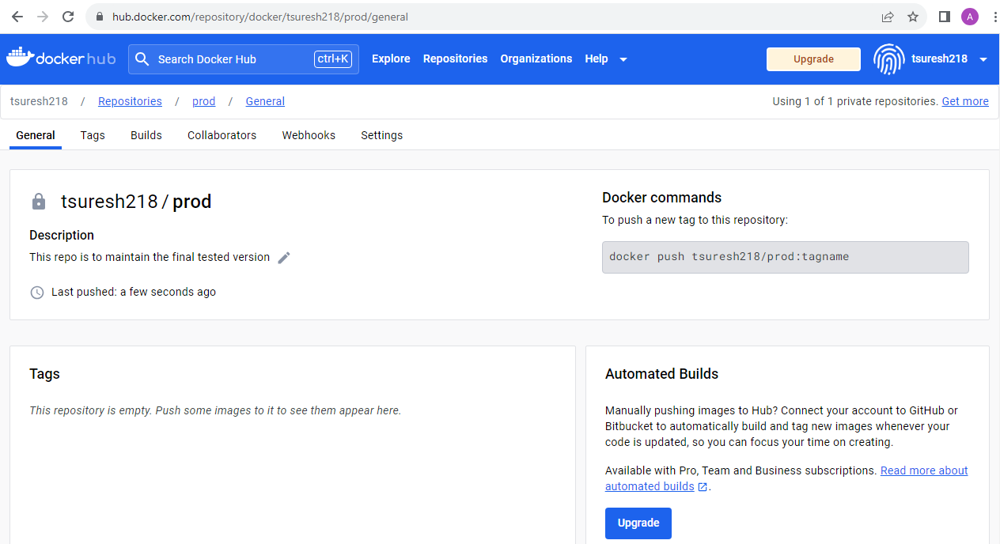 hub.docker.com/repository/docker/tsuresh218/prod/general
A
docker hub
Search Docker Hub ctrl+K
Explore Repositories Organizations Help
Upgrade
tsuresh218
tsuresh218 / Repositories / prod / General
Using 1 of 1 private repositories. Get more
General Tags Builds Collaborators Webhooks Settings
tsuresh218 / prod
Description
This repo is to maintain the final tested version
Last pushed: a few seconds ago
Docker commands
To push a new tag to this repository:
docker push tsuresh218/prod:tagname
Tags
This repository is empty. Push some images to it to see them appear here.
Automated Builds
Manually pushing images to Hub? Connect your account to GitHub or
Bitbucket to automatically build and tag new images whenever your
code is updated, so you can focus your time on creating.
Available with Pro, Team and Business subscriptions. Read more about
automated builds .
Upgrade